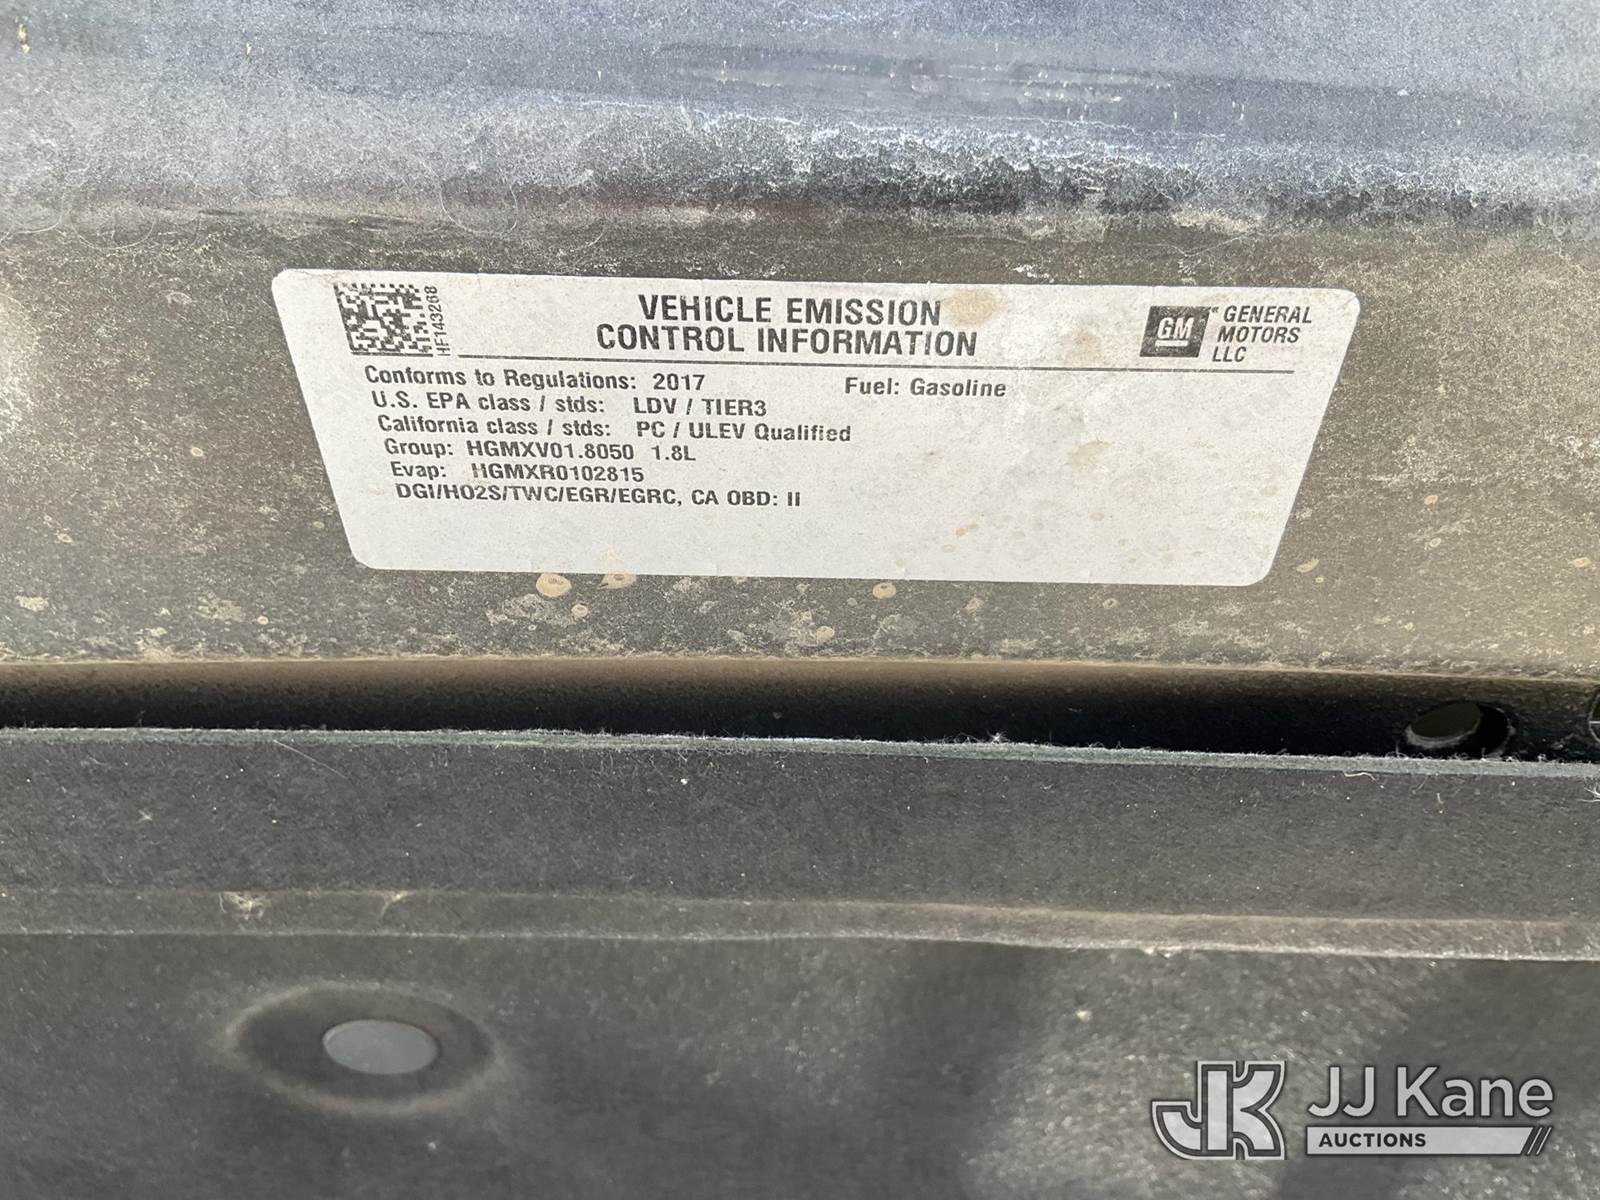 HF143268
VEHICLE EMISSION
CONTROL INFORMATION
GM
GENERAL
MOTORS
LLC
Conforms to Regulations: 2017
Fuel: Gasoline
U.S. EPA class / stds: LDV / TIER3
California class / stds: PC / ULEV Qualified
Group: HGMXV01.8050 1.8L
Evap: HGMXR0102815
DGI/HO2S/TWC/EGR/EGRC, CA OBD: II
JK
JJ Kane
AUCTIONS